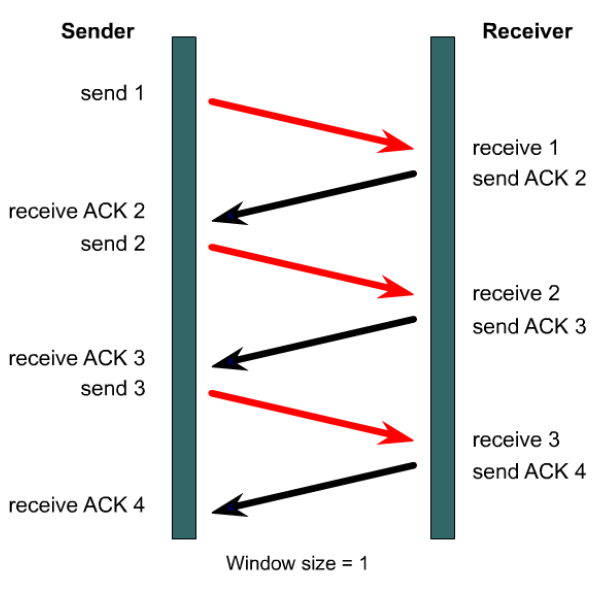 Sender
Receiver
send 1
receive 1
send ACK 2
receive ACK 2
send 2
receive 2
send ACK 3
receive ACK 3
send 3
receive 3
send ACK 4
receive ACK 4
Window size = 1